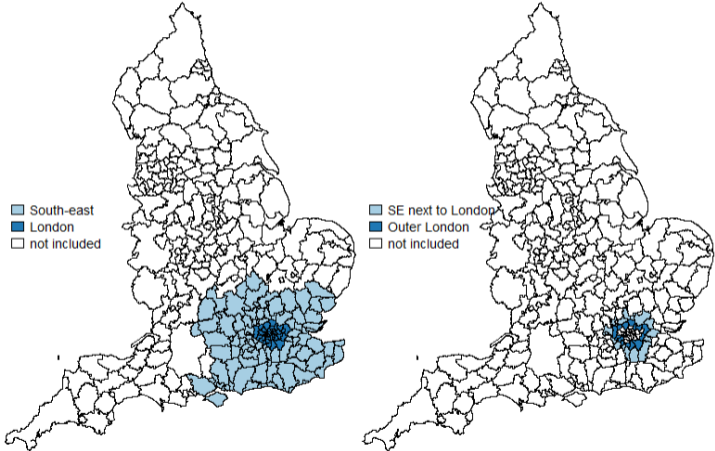 South-east
London
not included
SE next to London
Outer London
not included